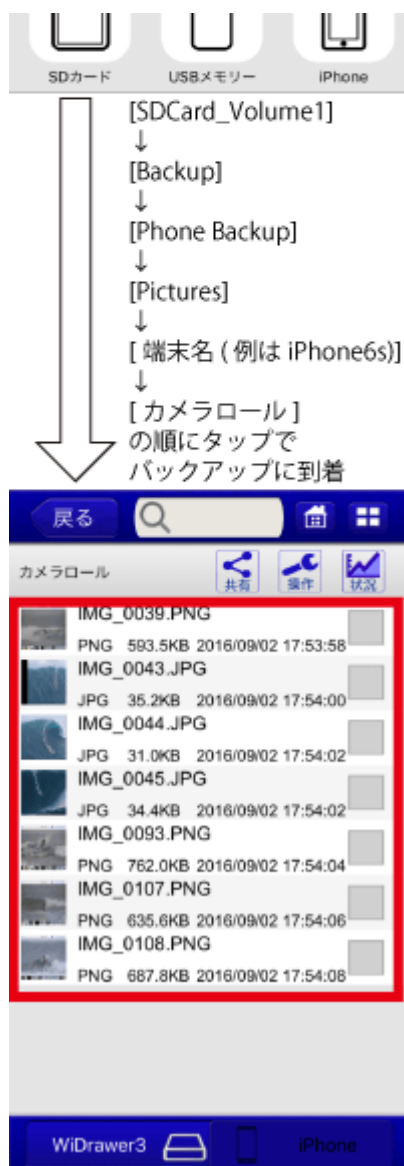 SDカード USBメモリー iPhone
[SDCard_Volume1]
↓
[Backup]
↓
[Phone Backup]
↓
[Pictures]
↓
[ 端末名 ( 例は iPhone6s)]
↓
[ カメラロール ]
の順にタップで
バックアップに到着
戻る
カメラロール 共有 操作 状況
IMG_0039.PNG
PNG 593.5KB 2016/09/02 17:53:58
IMG_0043.JPG
JPG 35.2KB 2016/09/02 17:54:00
IMG_0044.JPG
JPG 31.0KB 2016/09/02 17:54:02
IMG_0045.JPG
JPG 34.4KB 2016/09/02 17:54:02
IMG_0093.PNG
PNG 762.0KB 2016/09/02 17:54:04
IMG_0107.PNG
PNG 635.6KB 2016/09/02 17:54:06
IMG_0108.PNG
PNG 687.8KB 2016/09/02 17:54:08
WiDrawer3 iPhone